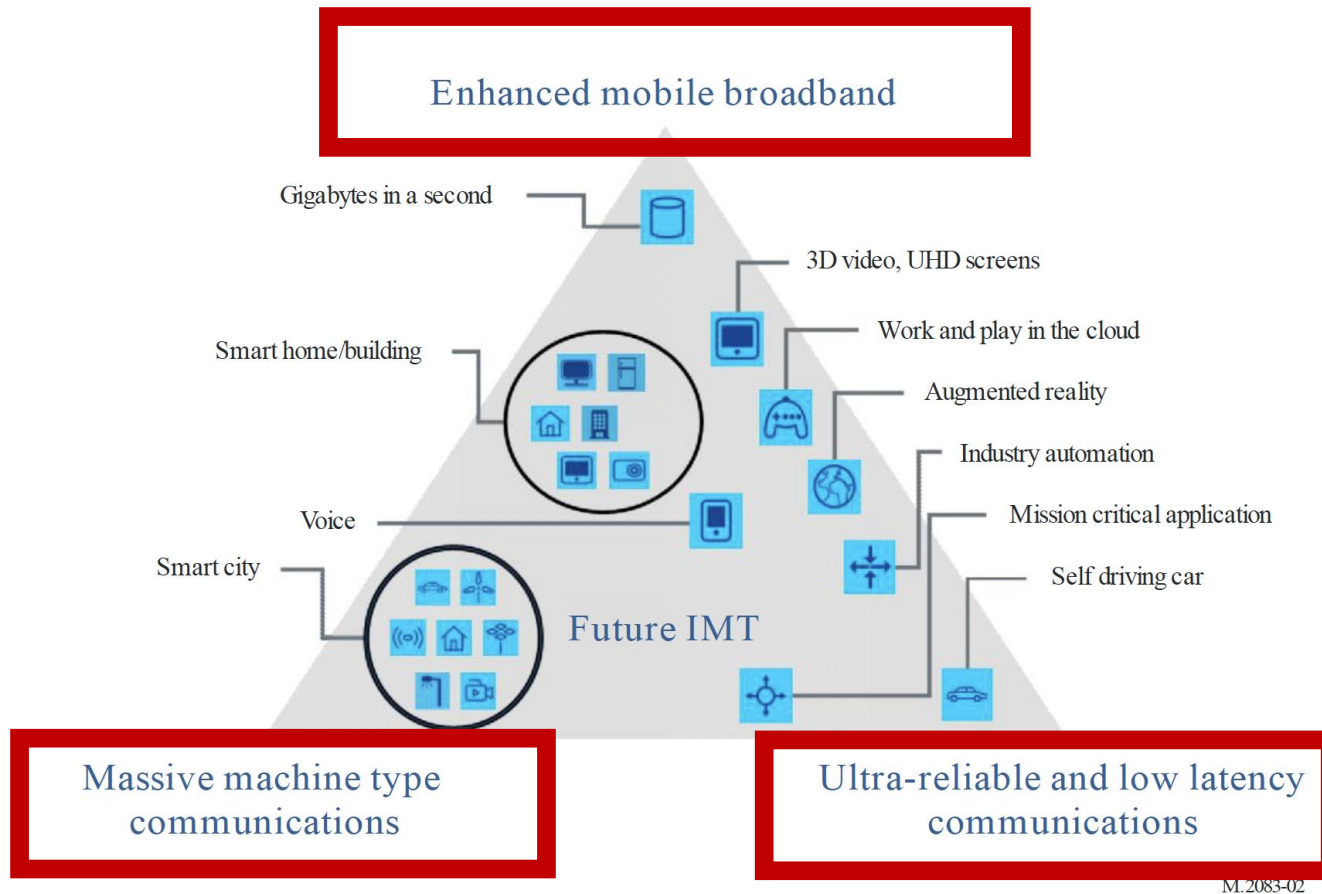 Enhanced mobile broadband
Gigabytes in a second
3D video, UHD screens
Work and play in the cloud
Smart home/building
Augmented reality
Industry automation
Mission critical application
Voice
Smart city
Self driving car
Future IMT
Massive machine type
communications
Ultra-reliable and low latency
communications
M.2083-02